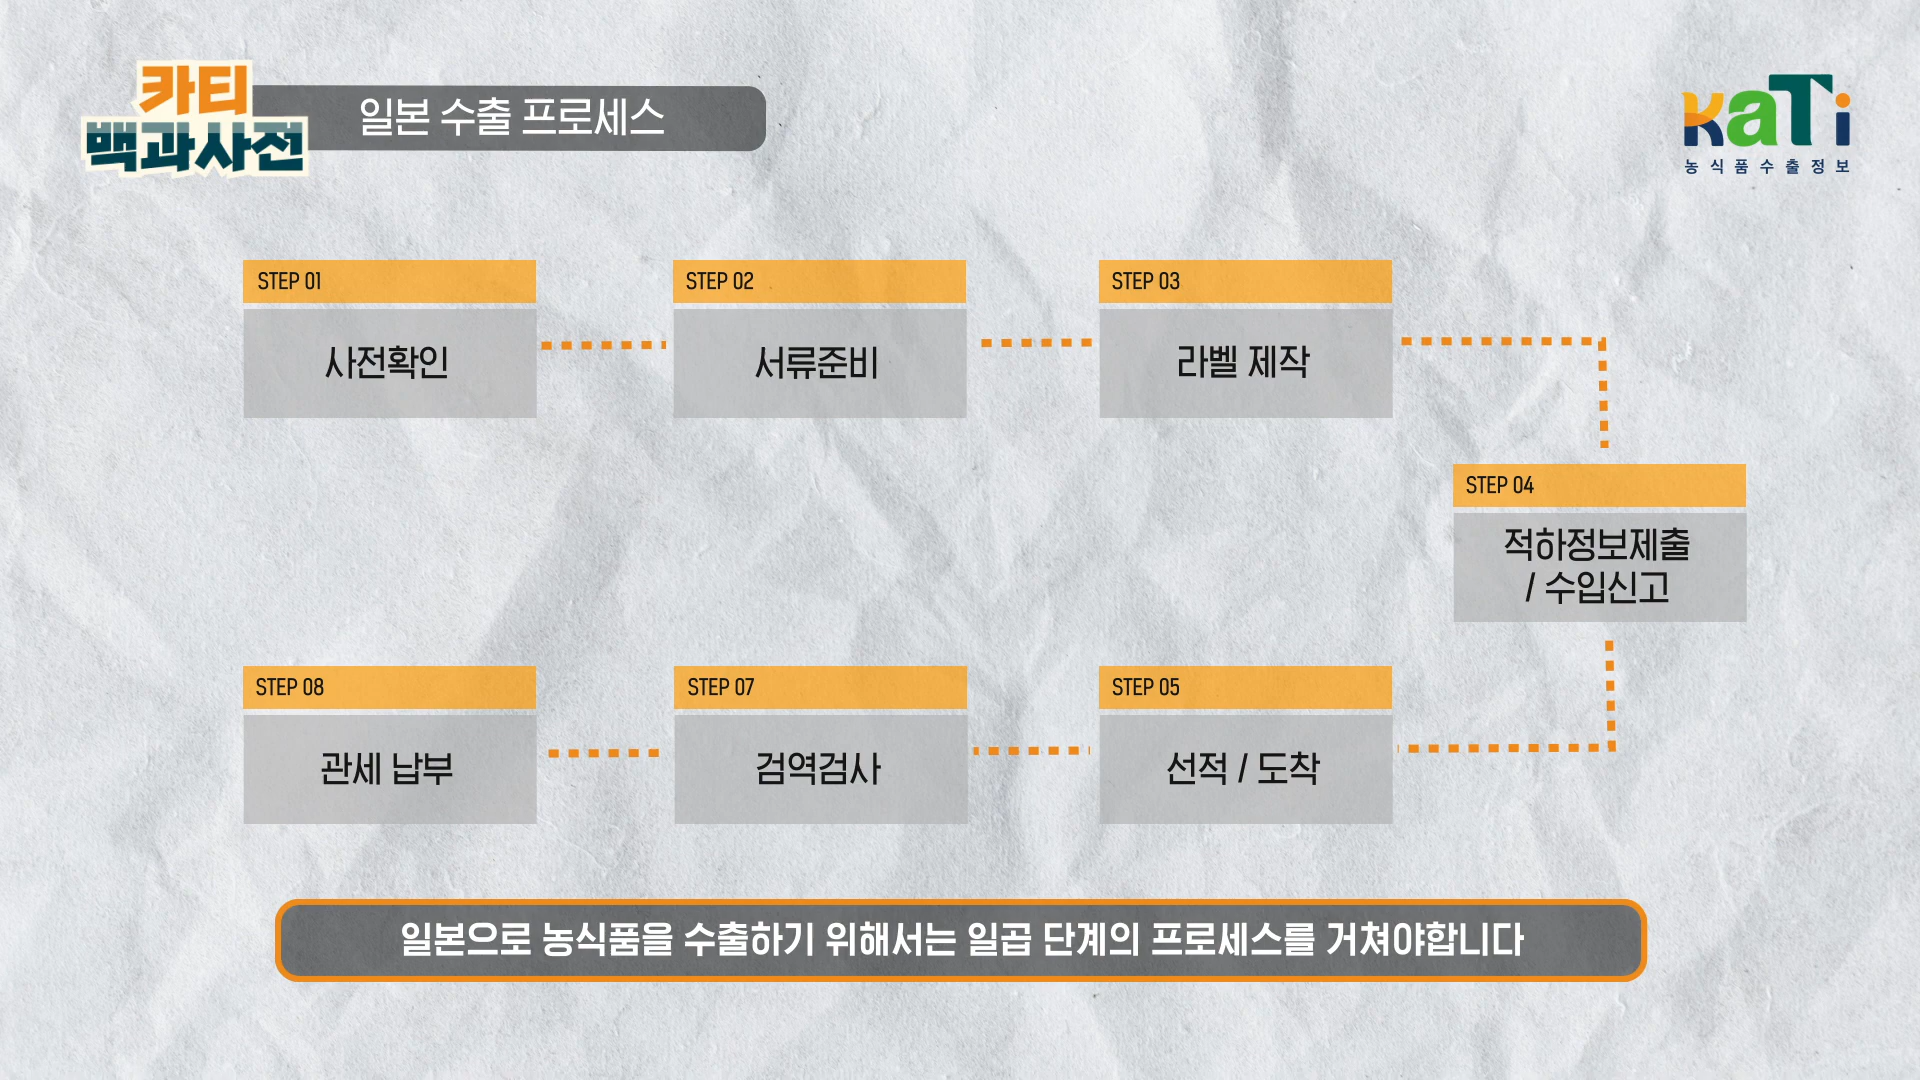 카티
백과사전
일본 수출 프로세스
KaTi
농식품수출정보
STEP 01
사전확인
STEP 02
서류준비
STEP 03
라벨 제작
STEP 04
적하정보제출
/ 수입신고
STEP 05
선적 / 도착
STEP 07
검역검사
STEP 08
관세 납부
일본으로 농식품을 수출하기 위해서는 일곱 단계의 프로세스를 거쳐야합니다